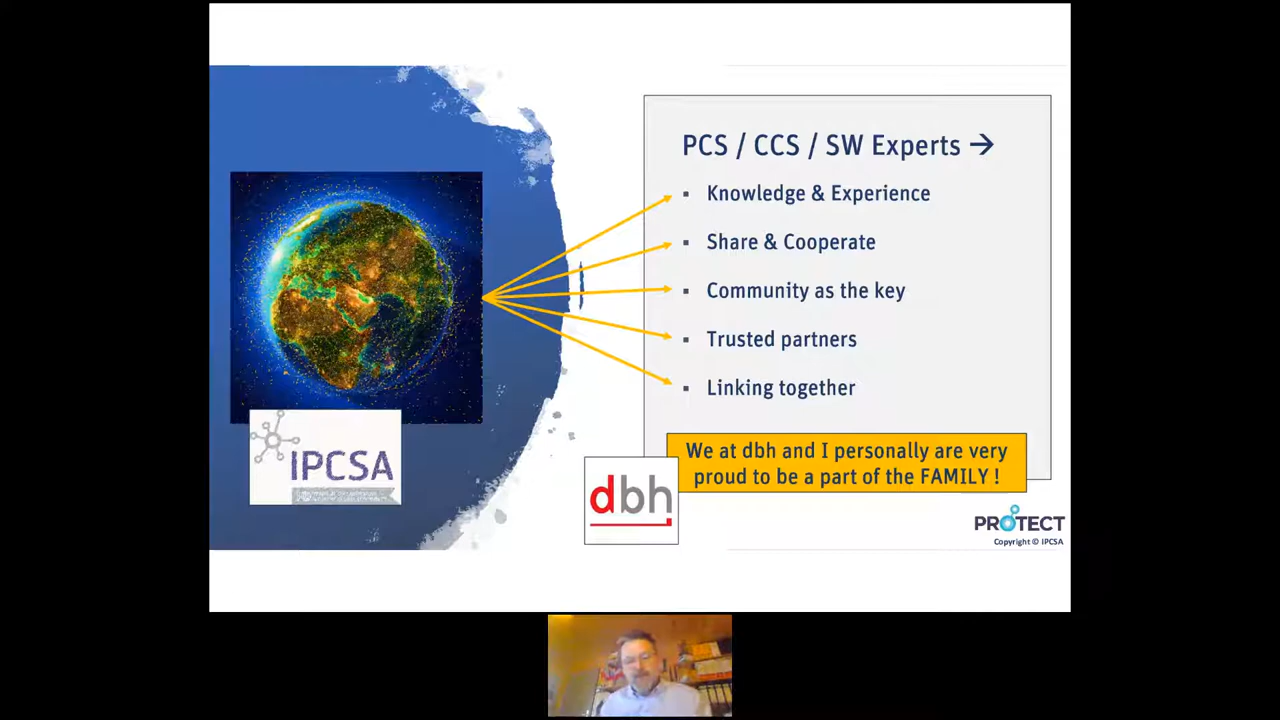 PCS / CCS / SW Experts →
▪ Knowledge & Experience
▪ Share & Cooperate
▪ Community as the key
▪ Trusted partners
▪ Linking together
We at dbh and I personally are very
proud to be a part of the FAMILY !
IPCSA
dbh
PROTECT
Copyright © IPCSA